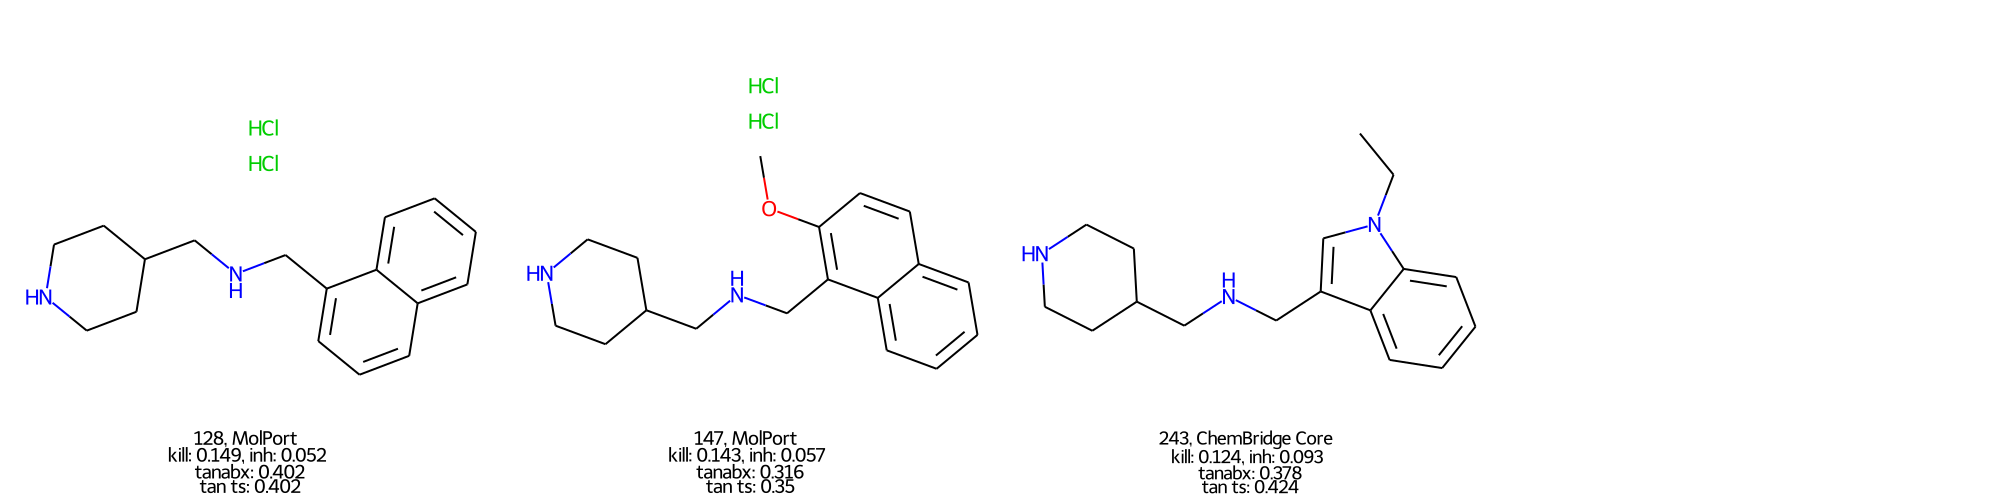 HCl
HCl
HN
N
H
128, MolPort
kill: 0.149, inh: 0.052
tanabx: 0.402
tan ts: 0.402
HCl
HCl
O
HN
H
N
147, MolPort
kill: 0.143, inh: 0.057
tanabx: 0.316
tan ts: 0.35
N
HN
H
N
243, ChemBridge Core
kill: 0.124, inh: 0.093
tanabx: 0.378
tan ts: 0.424